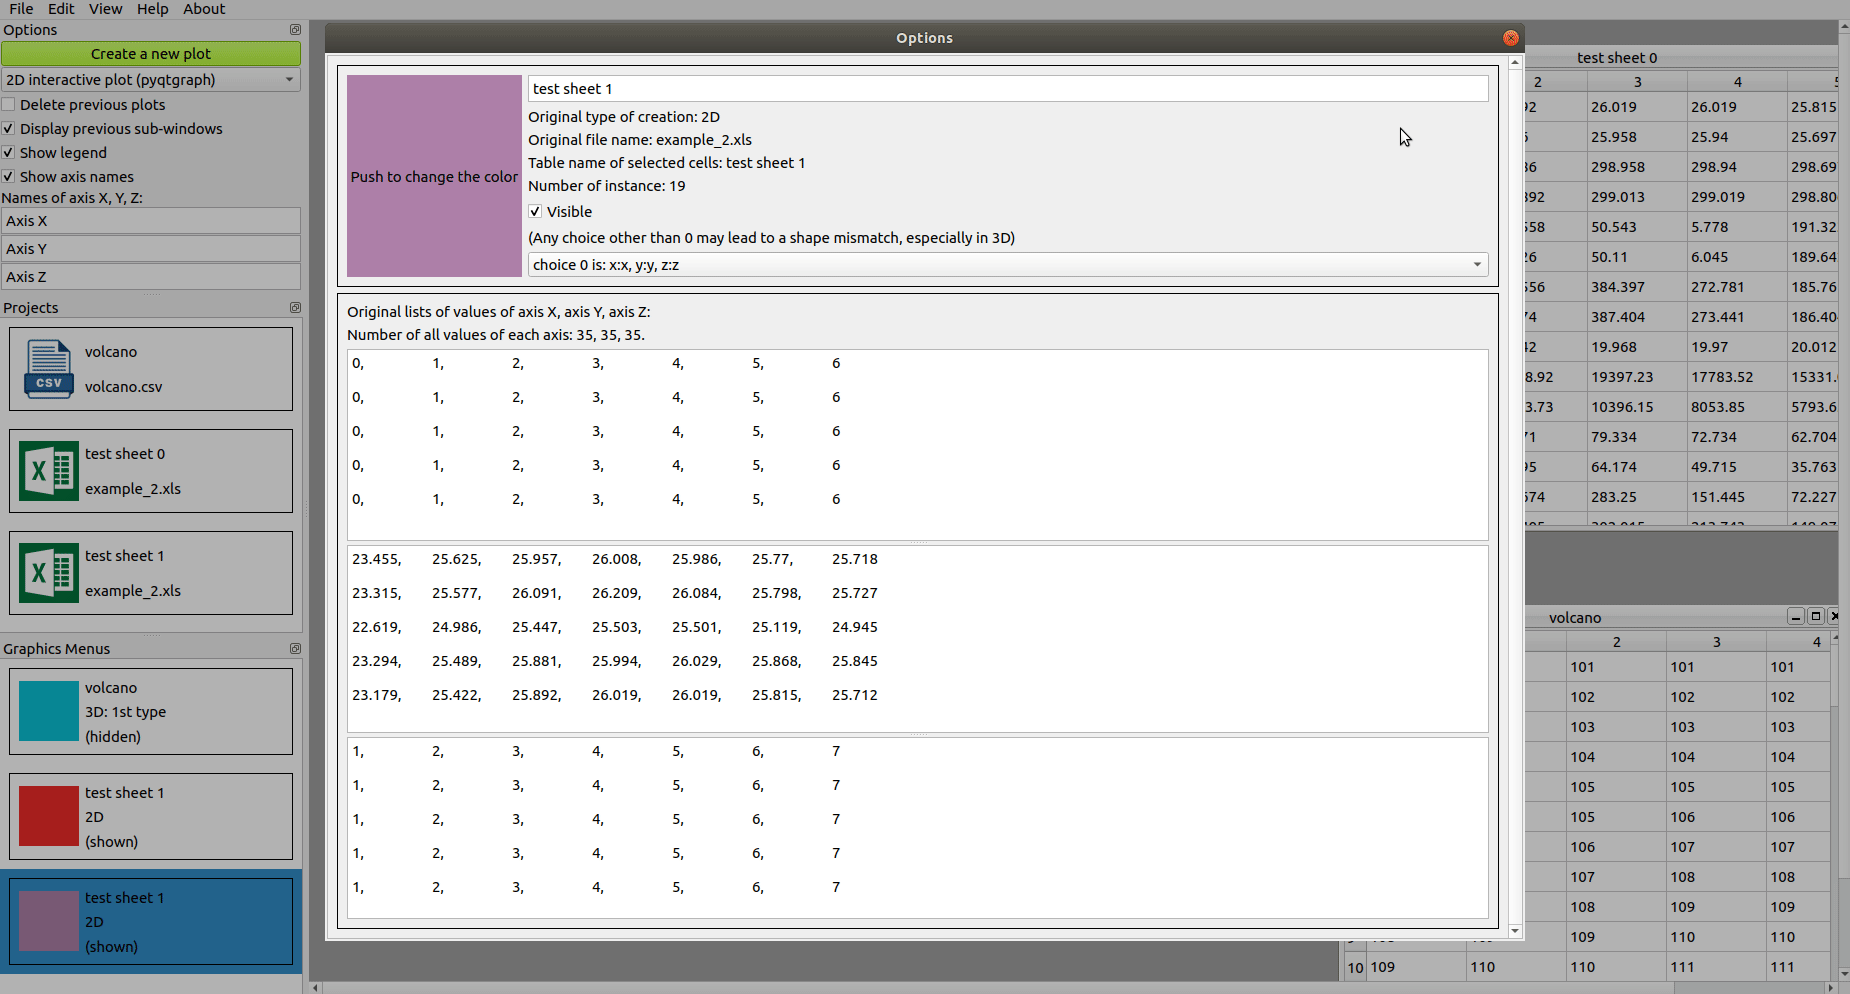 File Edit View Help About
Options
Create a new plot
2D interactive plot (pyqtgraph)
Delete previous plots
Display previous sub-windows
Show legend
Show axis names
Names of axis X, Y, Z:
Axis X
Axis Y
Axis Z
Projects
volcano
CSV
volcano.csv
test sheet 0
example_2.xls
test sheet 1
example_2.xls
Graphics Menus
volcano
3D: 1st type
(hidden)
test sheet 1
2D
(shown)
test sheet 1
2D
(shown)
Options
Push to change the color
test sheet 1
Original type of creation: 2D
Original file name: example_2.xls
Table name of selected cells: test sheet 1
Number of instance: 19
Visible
(Any choice other than 0 may lead to a shape mismatch, especially in 3D)
choice 0 is: x:x, y:y, z:z
Original lists of values of axis X, axis Y, axis Z:
Number of all values of each axis: 35, 35, 35.
0, 1, 2, 3, 4, 5, 6
0, 1, 2, 3, 4, 5, 6
0, 1, 2, 3, 4, 5, 6
0, 1, 2, 3, 4, 5, 6
0, 1, 2, 3, 4, 5, 6
23.455, 25.625, 25.957, 26.008, 25.986, 25.77, 25.718
23.315, 25.577, 26.091, 26.209, 26.084, 25.798, 25.727
22.619, 24.986, 25.447, 25.503, 25.501, 25.119, 24.945
23.294, 25.489, 25.881, 25.994, 26.029, 25.868, 25.845
23.179, 25.422, 25.892, 26.019, 26.019, 25.815, 25.712
1, 2, 3, 4, 5, 6, 7
1, 2, 3, 4, 5, 6, 7
1, 2, 3, 4, 5, 6, 7
1, 2, 3, 4, 5, 6, 7
1, 2, 3, 4, 5, 6, 7
test sheet 0
2 3 4
26.019 26.019 25.815
25.958 25.94 25.697
298.958 298.94 298.69
299.013 299.019 298.80
50.543 5.778 191.32
50.11 6.045 189.64
384.397 272.781 185.76
387.404 273.441 186.40
19.968 19.97 20.012
8.92 19397.23 17783.52 15331.
3.73 10396.15 8053.85 5793.6
79.334 72.734 62.704
64.174 49.715 35.763
283.25 151.445 72.227
volcano
2 3 4
101 101 101
102 102 102
103 103 103
104 104 104
105 105 105
105 106 106
106 107 107
107 108 108
108 109 109
109 110 110
10 109 110 110 111 111